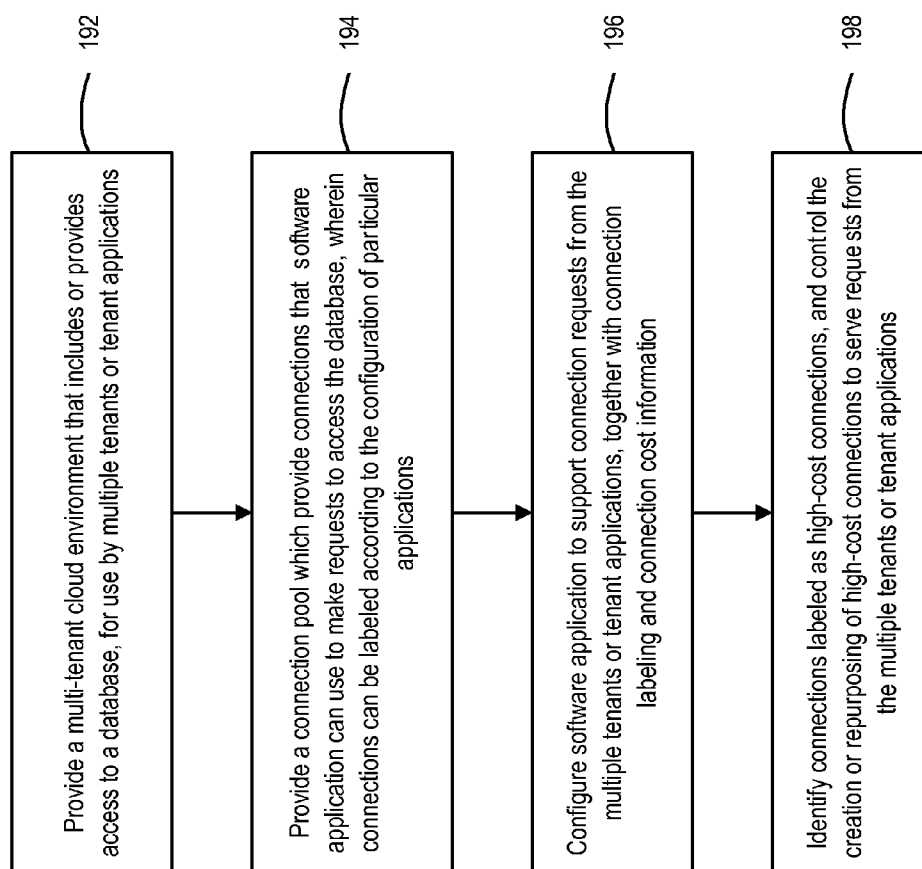 Provide a multi-tenant cloud environment that includes or provides
access to a database, for use by multiple tenants or tenant applications
192
Provide a connection pool which provide connections that software
application can use to make requests to access the database, wherein
connections can be labeled according to the configuration of particular
applications
194
Configure software application to support connection requests from the
multiple tenants or tenant applications, together with connection
labeling and connection cost information
196
Identify connections labeled as high-cost connections, and control the
creation or repurposing of high-cost connections to serve requests from
the multiple tenants or tenant applications
198